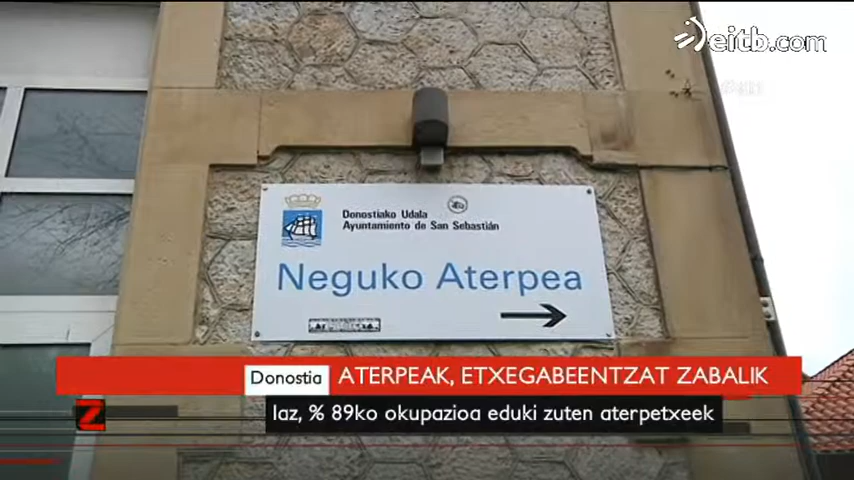 eitb.com
Donostiako Udala
Ayuntamiento de San Sebastián
Neguko Aterpea
Donostia
ATERPEAK, ETXEGABEENTZAT ZABALIK
Iaz, % 89ko okupazioa eduki zuten aterpetxeek